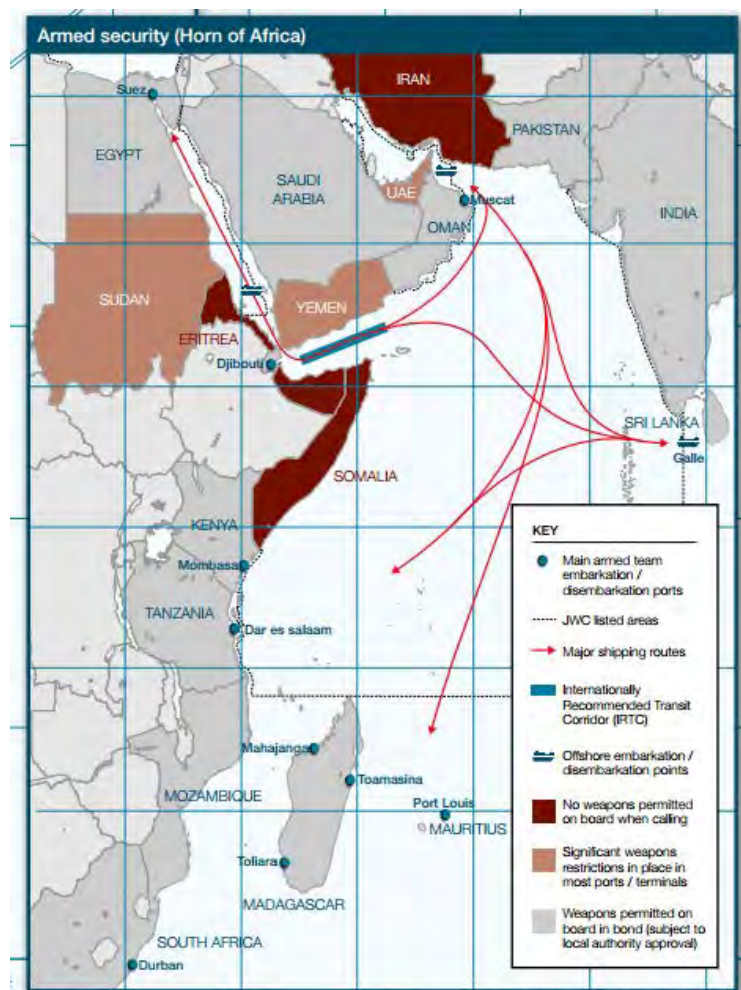 Armed security (Horn of Africa)
IRAN
Suez
PAKISTAN
EGYPT
SAUDI
ARABIA
UAE
Muscat
OMAN
INDIA
SUDAN
YEMEN
ERITREA
Djibouti
SRI LANKA
Galle
SOMALIA
KENYA
Mombasa
TANZANIA
Dar es salaam
Mahajanga
Toamasina
MOZAMBIQUE
Port Louis
MAURITIUS
Toliara
MADAGASCAR
SOUTH AFRICA
Durban
KEY
Main armed team
embarkation /
disembarkation ports
JWC listed areas
Major shipping routes
Internationally
Recommended Transit
Corridor (IRTC)
Offshore embarkation /
disembarkation points
No weapons permitted
on board when calling
Significant weapons
restrictions in place in
most ports / terminals
Weapons permitted on
board in bond (subject to
local authority approval)